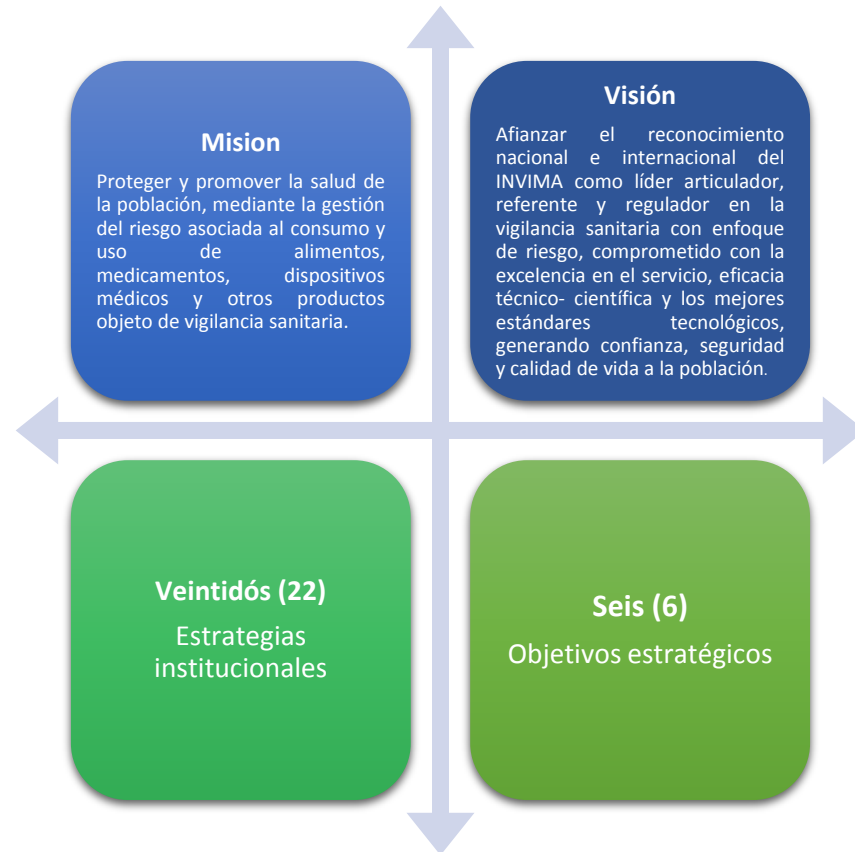 Mision
Proteger y promover la salud de
la población, mediante la gestión
del riesgo asociada al consumo y
uso de alimentos,
medicamentos, dispositivos
médicos y otros productos
objeto de vigilancia sanitaria.
Visión
Afianzar el reconocimiento
nacional e internacional del
INVIMA como líder articulador,
referente y regulador en la
vigilancia sanitaria con enfoque
de riesgo, comprometido con la
excelencia en el servicio, eficacia
técnico- científica y los mejores
estándares tecnológicos,
generando confianza, seguridad
y calidad de vida a la población.
Veintidós (22)
Estrategias
institucionales
Seis (6)
Objetivos estratégicos